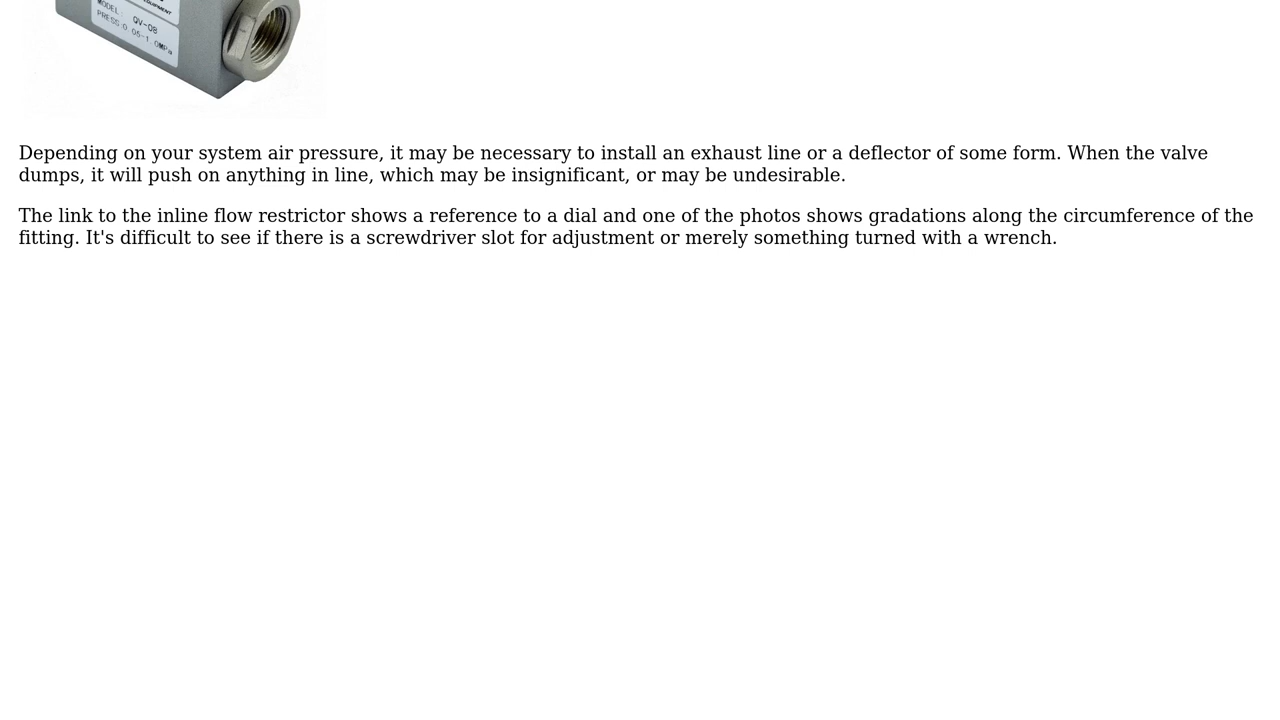 EQUIPMENT
MODEL: QV-08
PRESS:0.05-1.0MPa
Depending on your system air pressure, it may be necessary to install an exhaust line or a deflector of some form. When the valve
dumps, it will push on anything in line, which may be insignificant, or may be undesirable.
The link to the inline flow restrictor shows a reference to a dial and one of the photos shows gradations along the circumference of the
fitting. It's difficult to see if there is a screwdriver slot for adjustment or merely something turned with a wrench.